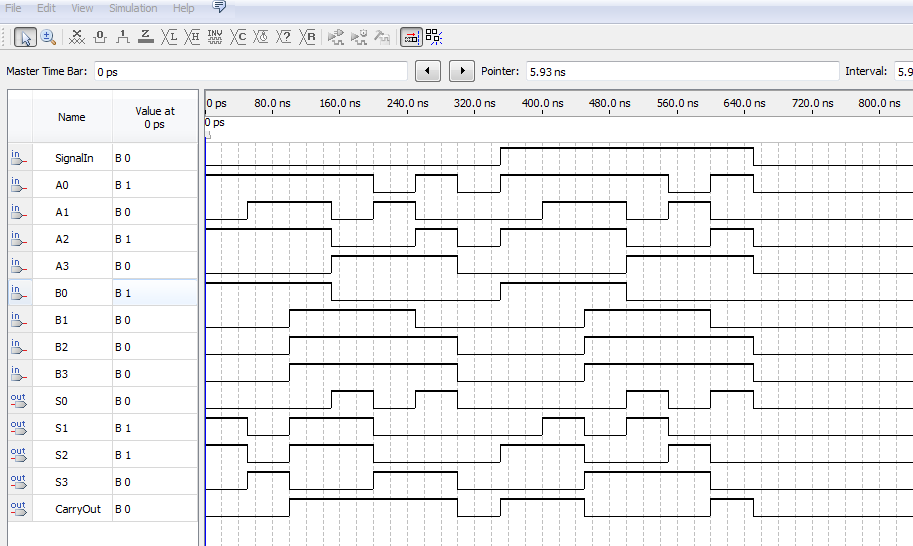 File Edit View Simulation Help
Master Time Bar: 0 ps Pointer: 5.93 ns Interval: 5.9
Name Value at 0 ps
0 ps 80.0 ns 160.0 ns 240.0 ns 320.0 ns 400.0 ns 480.0 ns 560.0 ns 640.0 ns 720.0 ns 800.0 ns
0 ps
in SignalIn B 0
in A0 B 1
in A1 B 0
in A2 B 1
in A3 B 0
in B0 B 1
in B1 B 0
in B2 B 0
in B3 B 0
out S0 B 0
out S1 B 1
out S2 B 1
out S3 B 0
out CarryOut B 0